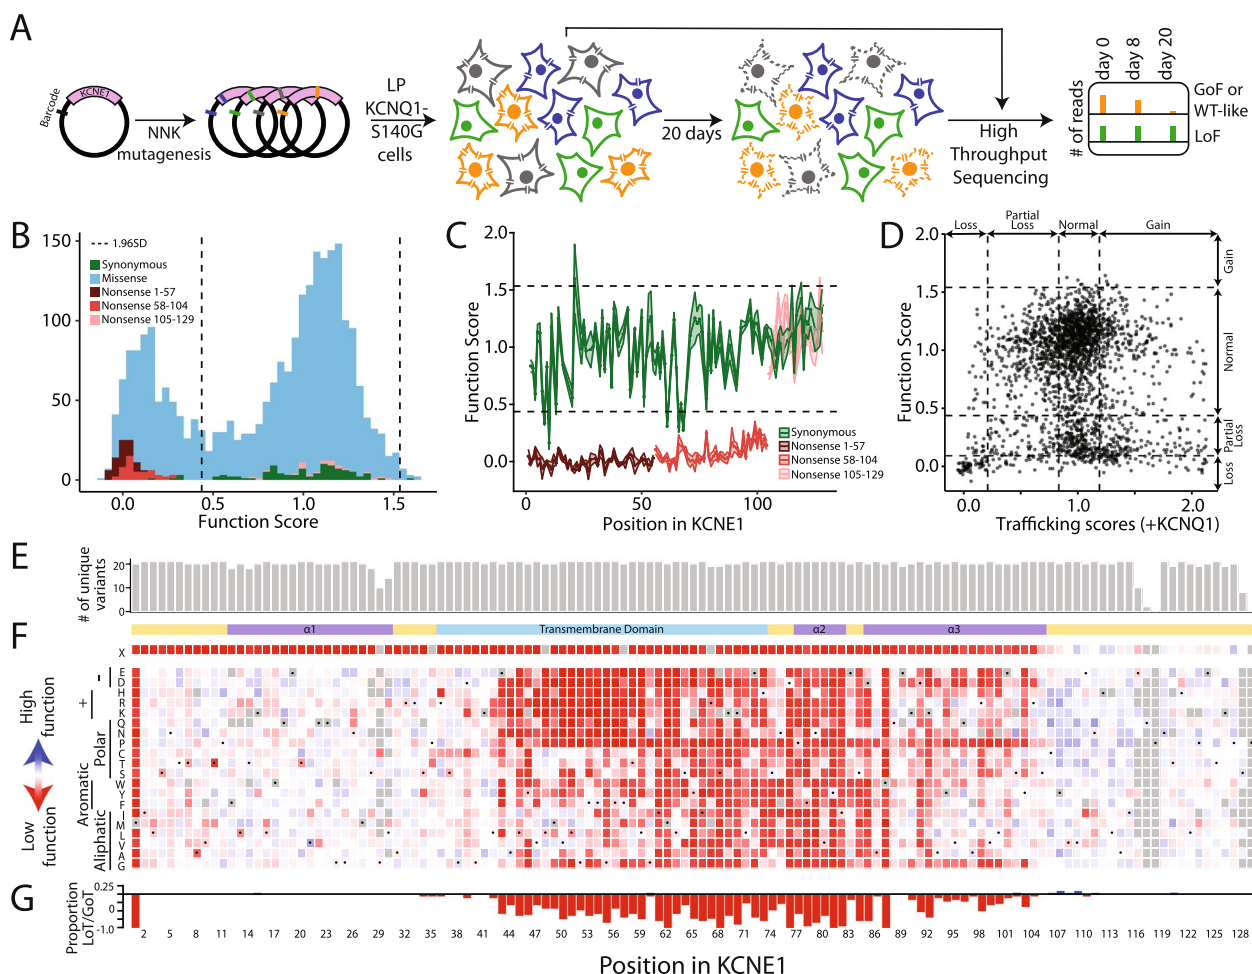 A
Barcode
KCNE1
NNK
mutagenesis
LP
KCNQ1-
S140G
cells
20 days
High
Throughput
Sequencing
# of reads
day 0
day 8
day 20
GoF or
WT-like
LoF
B
150
100
50
0
1.96SD
Synonymous
Missense
Nonsense 1-57
Nonsense 58-104
Nonsense 105-129
0.0
0.5
1.0
1.5
Function Score
C
Function Score
2.0
1.5
1.0
0.5
0.0
Synonymous
Nonsense 1-57
Nonsense 58-104
Nonsense 105-129
0
50
100
Position in KCNE1
D
Loss
Partial
Loss
Normal
Gain
Function Score
2.0
1.5
1.0
0.5
0.0
Gain
Normal
Partial
Loss
Loss
0.0
1.0
2.0
Trafficking scores (+KCNQ1)
E
# of unique
variants
20
10
0
F
α1
Transmembrane Domain
α2
α3
High
function
Low
function
-
+
Polar
Aromatic
Aliphatic
X
E
D
H
R
K
Q
N
P
C
T
S
W
Y
F
I
M
L
V
A
G
G
Proportion
LoT/GoT
0.25
0
-1.0
2 5 8 11 14 17 20 23 26 29 32 35 38 41 44 47 50 53 56 59 62 65 68 71 74 77 80 83 86 89 92 95 98 101 104 107 110 113 116 119 122 125 128
Position in KCNE1